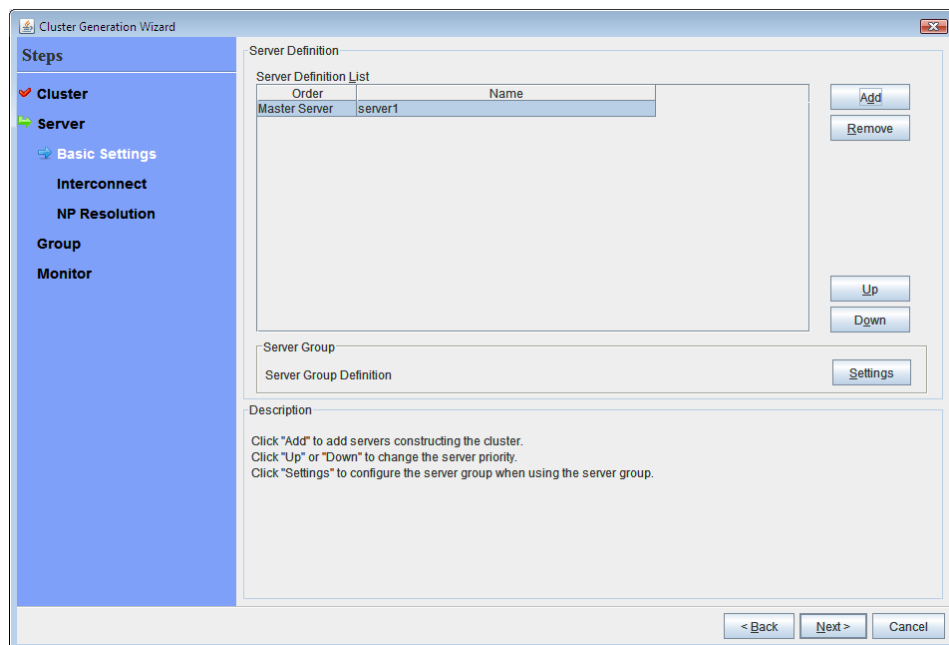 Cluster Generation Wizard
Steps
Cluster
Server
Basic Settings
Interconnect
NP Resolution
Group
Monitor
Server Definition
Server Definition List
Order Name
Master Server server1
Add
Remove
Up
Down
Server Group
Server Group Definition
Settings
Description
Click "Add" to add servers constructing the cluster.
Click "Up" or "Down" to change the server priority.
Click "Settings" to configure the server group when using the server group.
< Back Next > Cancel